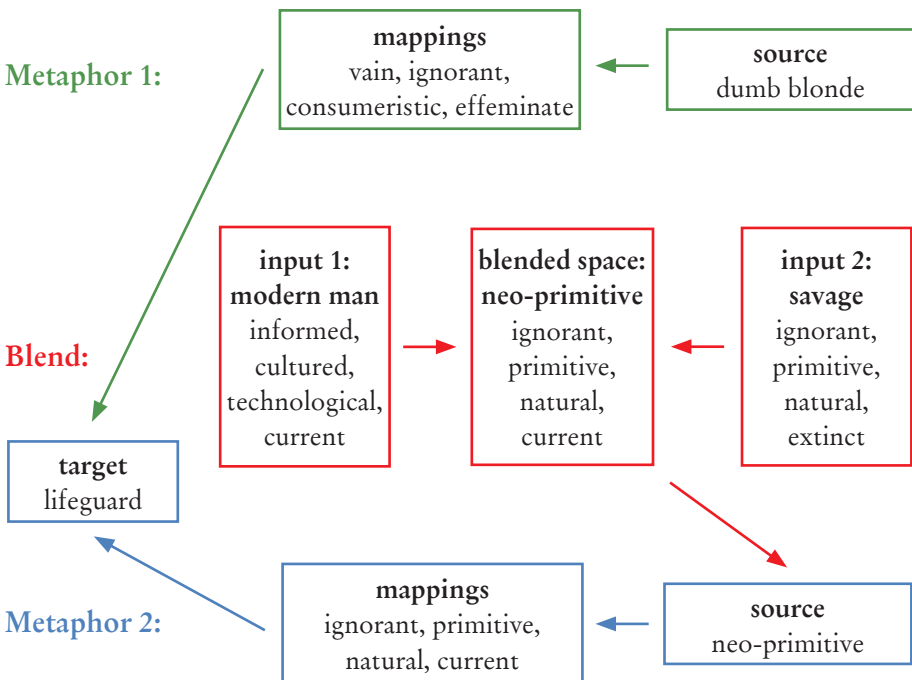 Metaphor 1:
mappings
vain, ignorant,
consumeristic, effeminate
source
dumb blonde
Blend:
input 1:
modern man
informed,
cultured,
technological,
current
blended space:
neo-primitive
ignorant,
primitive,
natural,
current
input 2:
savage
ignorant,
primitive,
natural,
extinct
target
lifeguard
Metaphor 2:
mappings
ignorant, primitive,
natural, current
source
neo-primitive